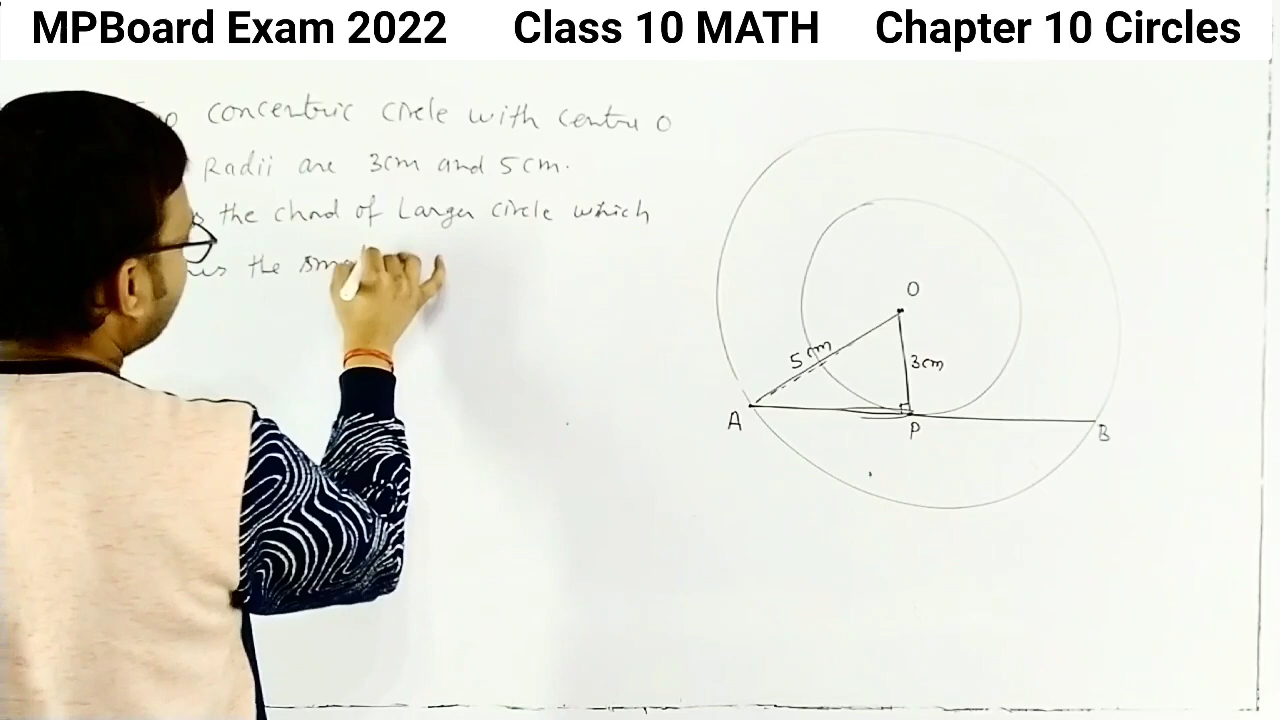 MPBoard Exam 2022 Class 10 MATH Chapter 10 Circles
concentric circle with centre O
Radii are 3cm and 5cm.
the chord of Larger circle which
the
O
5cm
3cm
A
P
B